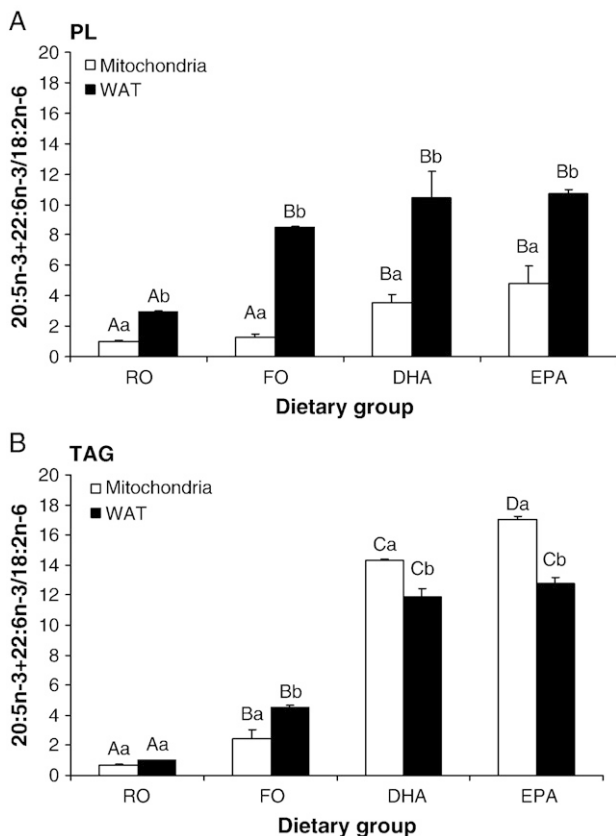 A
PL
20
18
16
14
12
10
8
6
4
2
0
20:5n-3+22:6n-3/18:2n-6
Mitochondria
WAT
Aa
Ab
Aa
Bb
Ba
Bb
Ba
Bb
RO FO DHA EPA
Dietary group
B
TAG
20
18
16
14
12
10
8
6
4
2
0
20:5n-3+22:6n-3/18:2n-6
Mitochondria
WAT
Aa
Aa
Ba
Bb
Ca
Cb
Da
Cb
RO FO DHA EPA
Dietary group